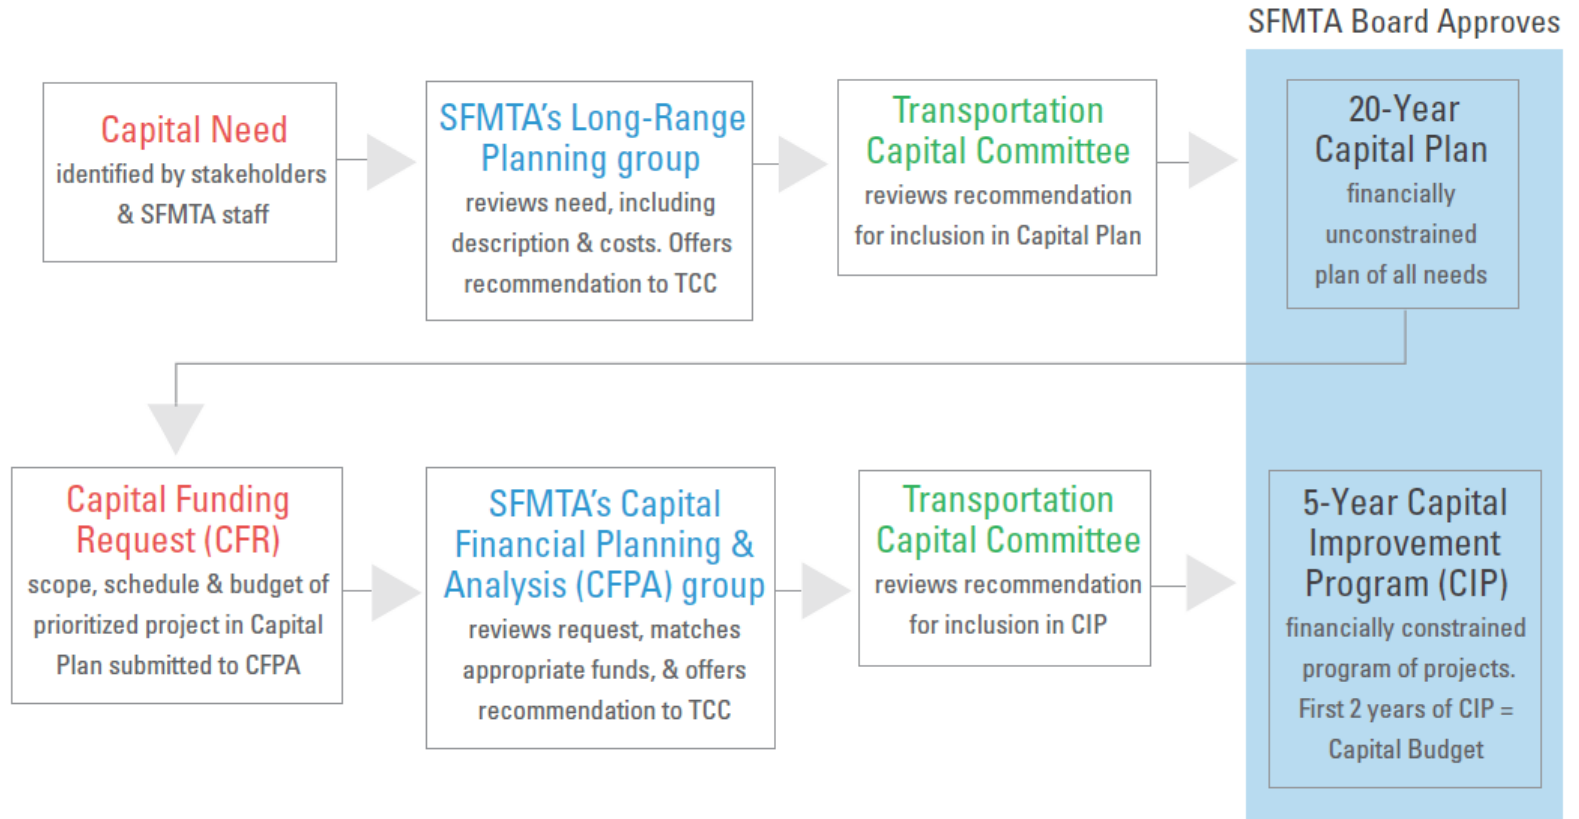 SFMTA Board Approves
Capital Need
identified by stakeholders
& SFMTA staff
SFMTA's Long-Range
Planning group
reviews need, including
description & costs. Offers
recommendation to TCC
Transportation
Capital Committee
reviews recommendation
for inclusion in Capital Plan
20-Year
Capital Plan
financially
unconstrained
plan of all needs
Capital Funding
Request (CFR)
scope, schedule & budget of
prioritized project in Capital
Plan submitted to CFPA
SFMTA's Capital
Financial Planning &
Analysis (CFPA) group
reviews request, matches
appropriate funds, & offers
recommendation to TCC
Transportation
Capital Committee
reviews recommendation
for inclusion in CIP
5-Year Capital
Improvement
Program (CIP)
financially constrained
program of projects.
First 2 years of CIP =
Capital Budget